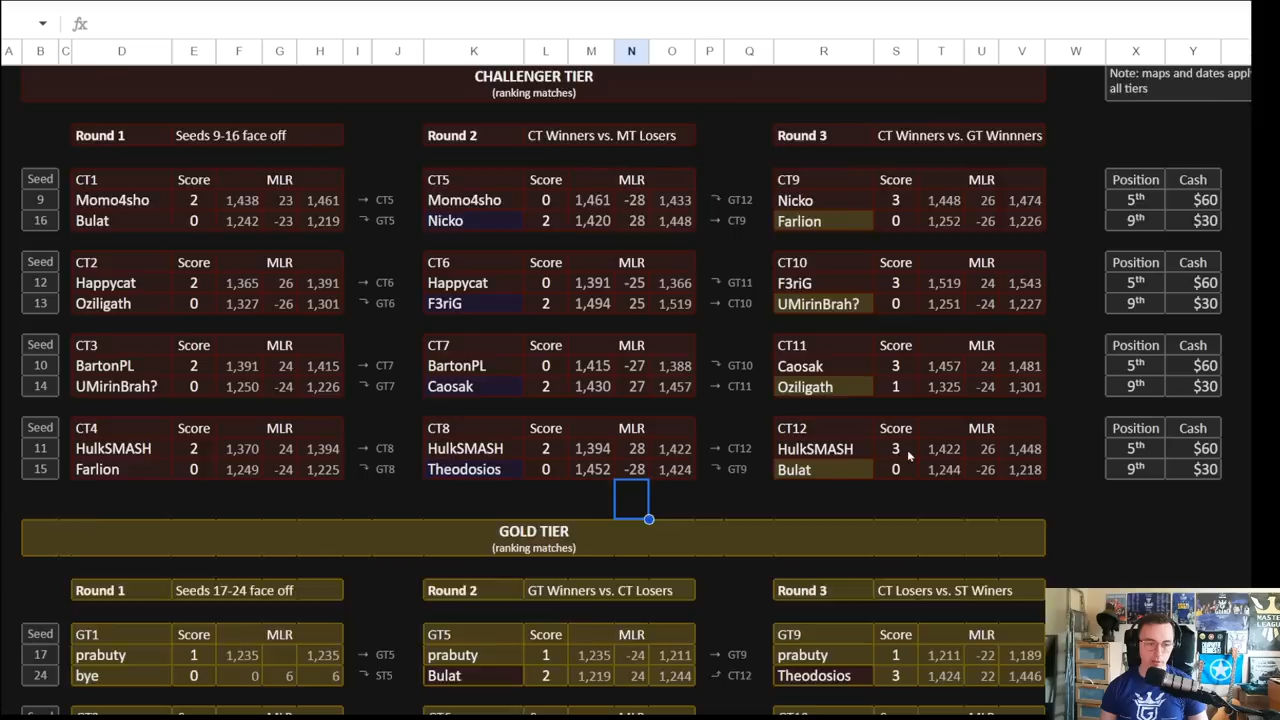 fx
A B C D E F G H I J K L M N O P Q R S T U V W X Y
CHALLENGER TIER
(ranking matches)
Note: maps and dates appl
all tiers
Round 1 Seeds 9-16 face off Round 2 CT Winners vs. MT Losers Round 3 CT Winners vs. GT Winnners
Seed CT1 Score MLR CT5 Score MLR CT9 Score MLR Position Cash
9 Momo4sho 2 1,438 23 1,461 → CT5 Momo4sho 0 1,461 -28 1,433 GT12 Nicko 3 1,448 26 1,474 5th $60
16 Bulat 0 1,242 -23 1,219 GT5 Nicko 2 1,420 28 1,448 → CT9 Farlion 0 1,252 -26 1,226 9th $30
Seed CT2 Score MLR CT6 Score MLR CT10 Score MLR Position Cash
12 Happycat 2 1,365 26 1,391 → CT6 Happycat 0 1,391 -25 1,366 GT11 F3riG 3 1,519 24 1,543 5th $60
13 Oziligath 0 1,327 -26 1,301 GT6 F3riG 2 1,494 25 1,519 → CT10 UMirinBrah? 0 1,251 -24 1,227 9th $30
Seed CT3 Score MLR CT7 Score MLR CT11 Score MLR Position Cash
10 BartonPL 2 1,391 24 1,415 → CT7 BartonPL 0 1,415 -27 1,388 GT10 Caosak 3 1,457 24 1,481 5th $60
14 UMirinBrah? 0 1,250 -24 1,226 GT7 Caosak 2 1,430 27 1,457 → CT11 Oziligath 1 1,325 -24 1,301 9th $30
Seed CT4 Score MLR CT8 Score MLR CT12 Score MLR Position Cash
11 HulkSMASH 2 1,370 24 1,394 → CT8 HulkSMASH 2 1,394 28 1,422 → CT12 HulkSMASH 3 1,422 26 1,448 5th $60
15 Farlion 0 1,249 -24 1,225 GT8 Theodosios 0 1,452 -28 1,424 GT9 Bulat 0 1,244 -26 1,218 9th $30
GOLD TIER
(ranking matches)
Round 1 Seeds 17-24 face off Round 2 GT Winners vs. CT Losers Round 3 CT Losers vs. ST Winers
Seed GT1 Score MLR GT5 Score MLR GT9 Score MLR
17 prabuty 1 1,235 1,235 → GT5 prabuty 1 1,235 -24 1,211 GT9 prabuty 1 1,211 -22 1,189
24 bye 0 0 6 6 ST5 Bulat 2 1,219 24 1,244 CT12 Theodosios 3 1,424 22 1,446
Seed